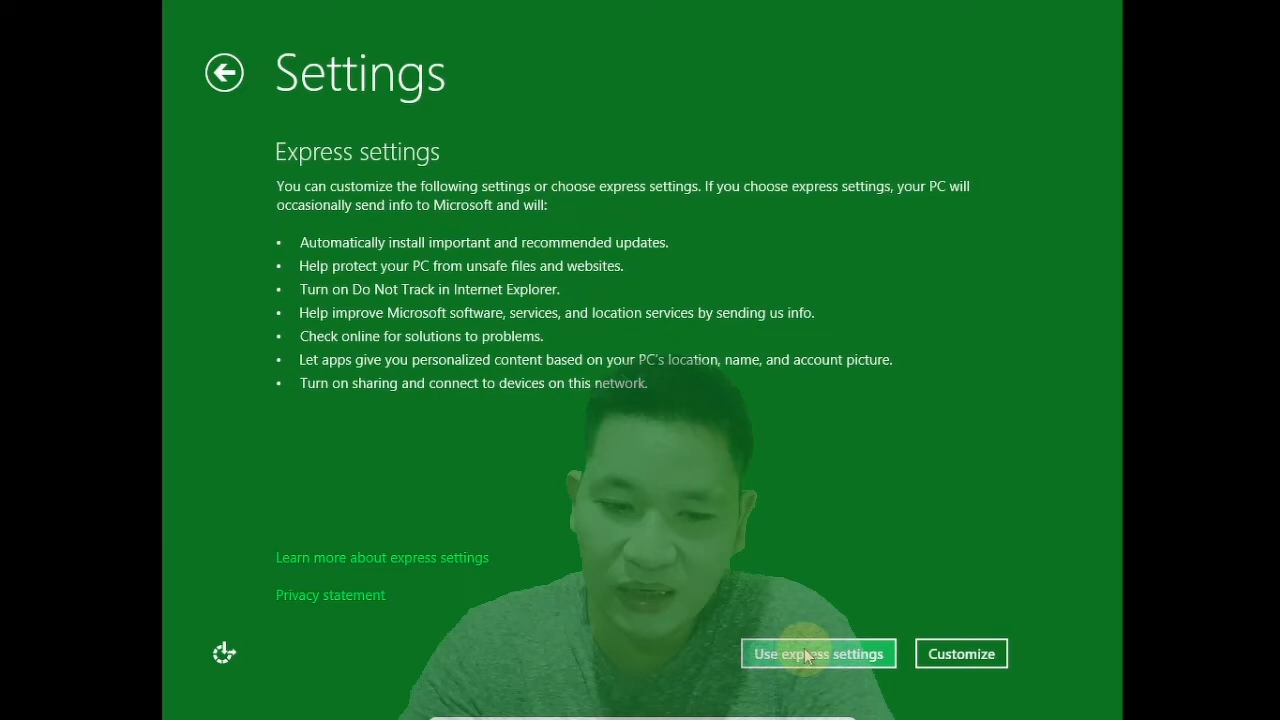 Settings
Express settings
You can customize the following settings or choose express settings. If you choose express settings, your PC will
occasionally send info to Microsoft and will:
• Automatically install important and recommended updates.
• Help protect your PC from unsafe files and websites.
• Turn on Do Not Track in Internet Explorer.
• Help improve Microsoft software, services, and location services by sending us info.
• Check online for solutions to problems.
• Let apps give you personalized content based on your PC's location, name, and account picture.
• Turn on sharing and connect to devices on this network.
Learn more about express settings
Privacy statement
Use express settings
Customize